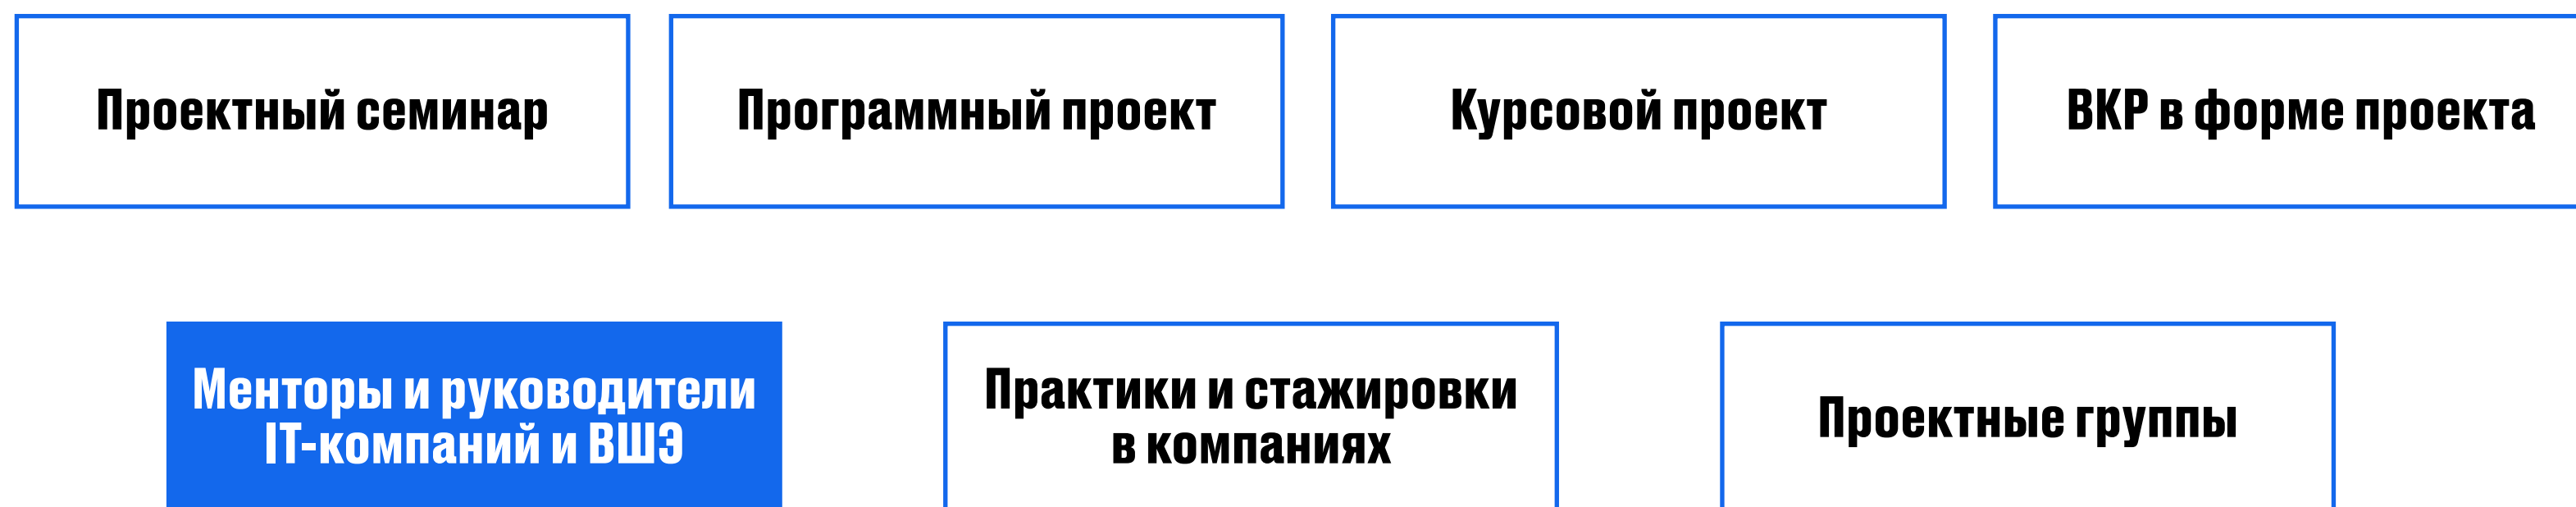 Проектный семинар
Программный проект
Курсовой проект
ВКР в форме проекта
Менторы и руководители
IT-компаний и ВШЭ
Практики и стажировки
в компаниях
Проектные группы